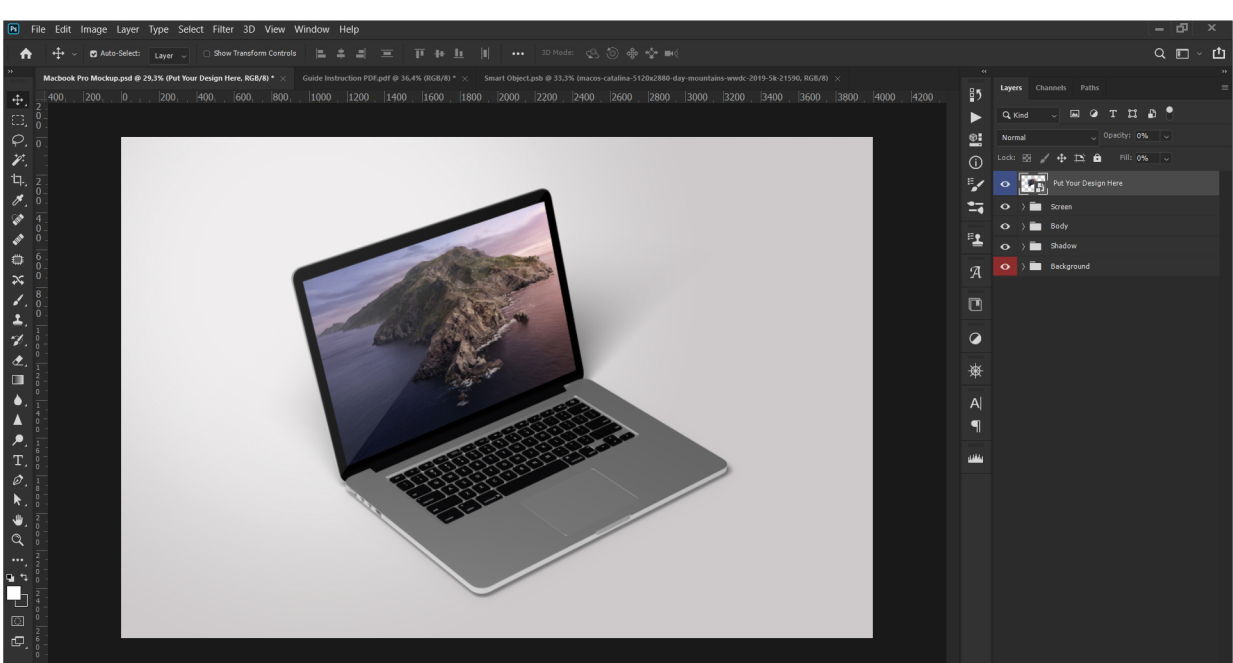 Ps File Edit Image Layer Type Select Filter 3D View Window Help
Auto-Select: Layer Show Transform Controls 3D Mode:
Macbook Pro Mockup.psd @ 29,3% (Put Your Design Here, RGB/8) * × Guide Instruction PDF.pdf @ 36,4% (RGB/8) * × Smart Object.psb @ 33,3% (macos-catalina-5120x2880-day-mountains-wwdc-2019-5k-21590, RGB/8) ×
400 200 0 200 400 600 800 1000 1200 1400 1600 1800 2000 2200 2400 2600 2800 3000 3200 3400 3600 3800 4000 4200
Layers Channels Paths
Kind
Normal Opacity: 0%
Lock: Fill: 0%
Put Your Design Here
Screen
Body
Shadow
Background